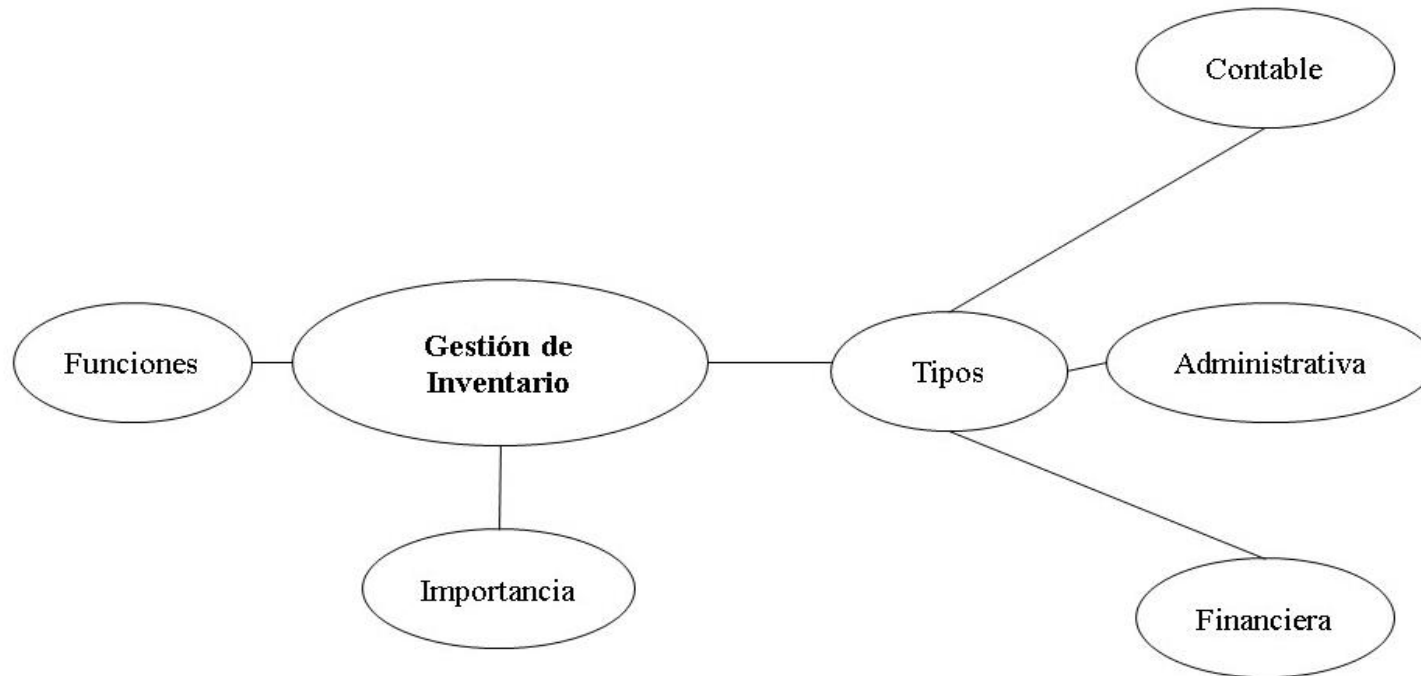 Contable
Funciones
Gestión de
Inventario
Tipos
Administrativa
Importancia
Financiera